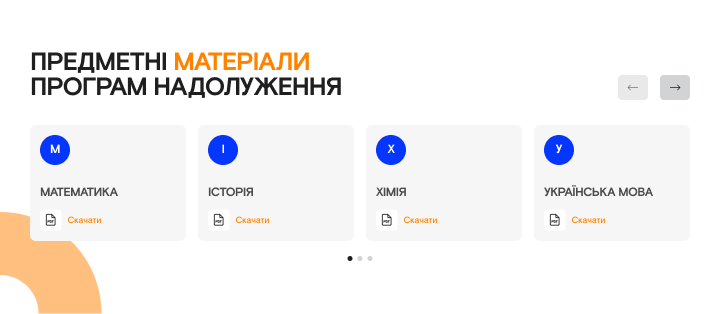 ПРЕДМЕТНІ МАТЕРІАЛИ
ПРОГРАМ НАДОЛУЖЕННЯ
М
І
Х
У
МАТЕМАТИКА
ІСТОРІЯ
ХІМІЯ
УКРАЇНСЬКА МОВА
PDF Скачати
PDF Скачати
PDF Скачати
PDF Скачати